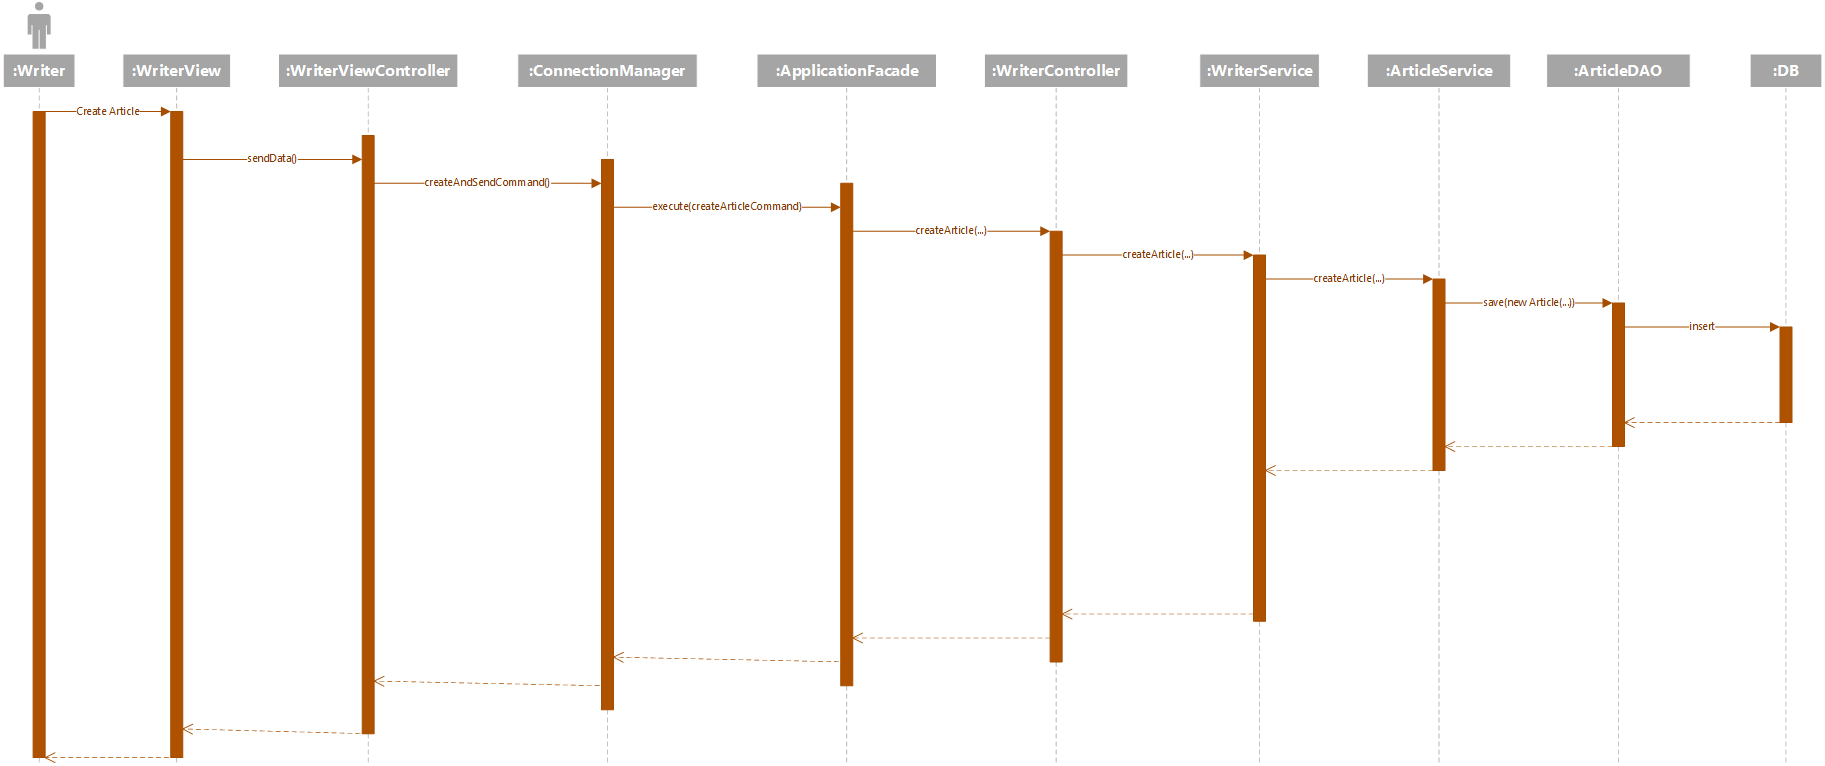 :Writer
:WriterView
:WriterViewController
:ConnectionManager
:ApplicationFacade
:WriterController
:WriterService
:ArticleService
:ArticleDAO
:DB
Create Article
sendData()
createAndSendCommand()
execute(createArticleCommand)
createArticle(...)
createArticle(...)
createArticle(...)
save(new Article(...))
insert